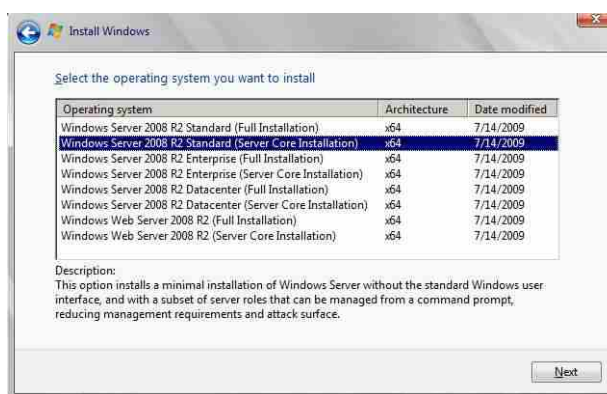 Install Windows
Select the operating system you want to install
Operating system Architecture Date modified
Windows Server 2008 R2 Standard (Full Installation) x64 7/14/2009
Windows Server 2008 R2 Standard (Server Core Installation) x64 7/14/2009
Windows Server 2008 R2 Enterprise (Full Installation) x64 7/14/2009
Windows Server 2008 R2 Enterprise (Server Core Installation) x64 7/14/2009
Windows Server 2008 R2 Datacenter (Full Installation) x64 7/14/2009
Windows Server 2008 R2 Datacenter (Server Core Installation) x64 7/14/2009
Windows Web Server 2008 R2 (Full Installation) x64 7/14/2009
Windows Web Server 2008 R2 (Server Core Installation) x64 7/14/2009
Description:
This option installs a minimal installation of Windows Server without the standard Windows user
interface, and with a subset of server roles that can be managed from a command prompt,
reducing management requirements and attack surface.
Next